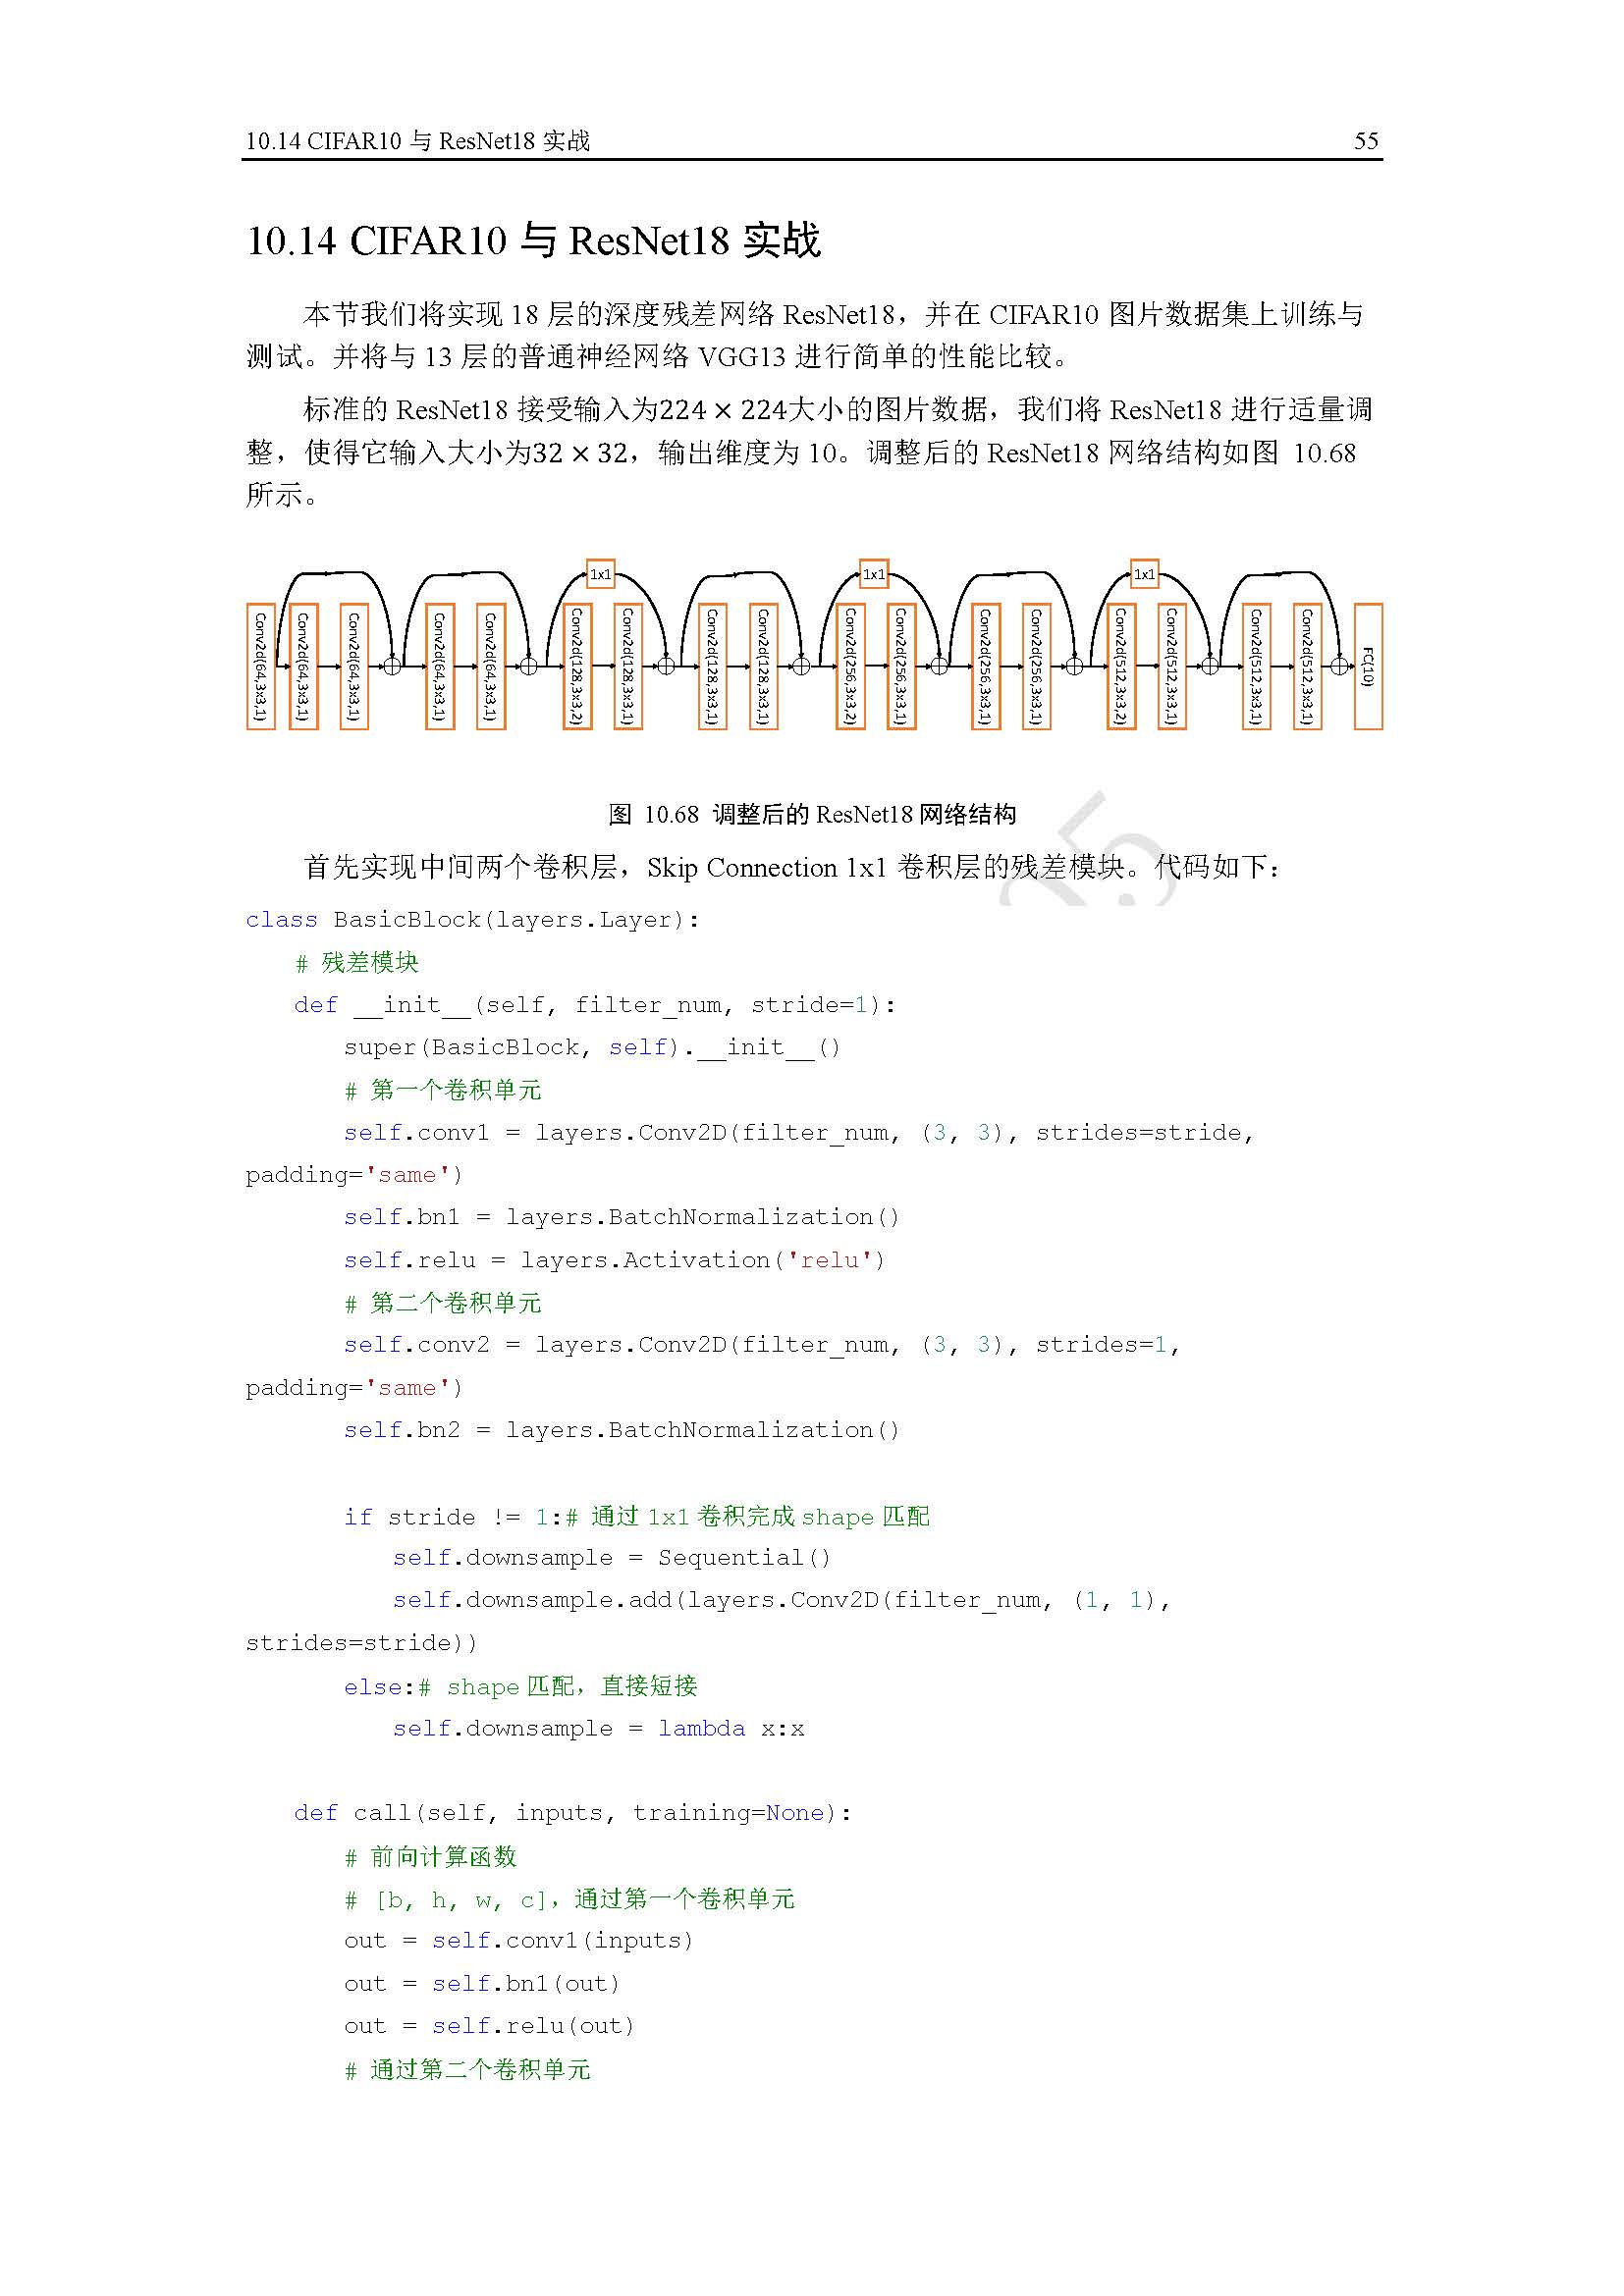 10.14 CIFAR10 与 ResNet18 实战 55
10.14 CIFAR10 与 ResNet18 实战
本节我们将实现 18 层的深度残差网络 ResNet18，并在 CIFAR10 图片数据集上训练与
测试。并将与 13 层的普通神经网络 VGG13 进行简单的性能比较。
标准的 ResNet18 接受输入为224 × 224大小的图片数据，我们将 ResNet18 进行适量调
整，使得它输入大小为32 × 32，输出维度为 10。调整后的 ResNet18 网络结构如图 10.68
所示。
1x1
1x1
1x1
Conv2d(64,3x3,1)
Conv2d(64,3x3,1)
Conv2d(64,3x3,1)
Conv2d(64,3x3,1)
Conv2d(64,3x3,1)
Conv2d(128,3x3,2)
Conv2d(128,3x3,1)
Conv2d(128,3x3,1)
Conv2d(128,3x3,1)
Conv2d(256,3x3,2)
Conv2d(256,3x3,1)
Conv2d(256,3x3,1)
Conv2d(256,3x3,1)
Conv2d(512,3x3,2)
Conv2d(512,3x3,1)
Conv2d(512,3x3,1)
Conv2d(512,3x3,1)
FC(10)
图 10.68 调整后的 ResNet18 网络结构
首先实现中间两个卷积层，Skip Connection 1x1 卷积层的残差模块。代码如下：
class BasicBlock(layers.Layer):
# 残差模块
def __init__(self, filter_num, stride=1):
super(BasicBlock, self).__init__()
# 第一个卷积单元
self.conv1 = layers.Conv2D(filter_num, (3, 3), strides=stride,
padding='same')
self.bn1 = layers.BatchNormalization()
self.relu = layers.Activation('relu')
# 第二个卷积单元
self.conv2 = layers.Conv2D(filter_num, (3, 3), strides=1,
padding='same')
self.bn2 = layers.BatchNormalization()
if stride != 1:# 通过 1x1 卷积完成 shape 匹配
self.downsample = Sequential()
self.downsample.add(layers.Conv2D(filter_num, (1, 1),
strides=stride))
else:# shape 匹配，直接短接
self.downsample = lambda x:x
def call(self, inputs, training=None):
# 前向计算函数
# [b, h, w, c]，通过第一个卷积单元
out = self.conv1(inputs)
out = self.bn1(out)
out = self.relu(out)
# 通过第二个卷积单元